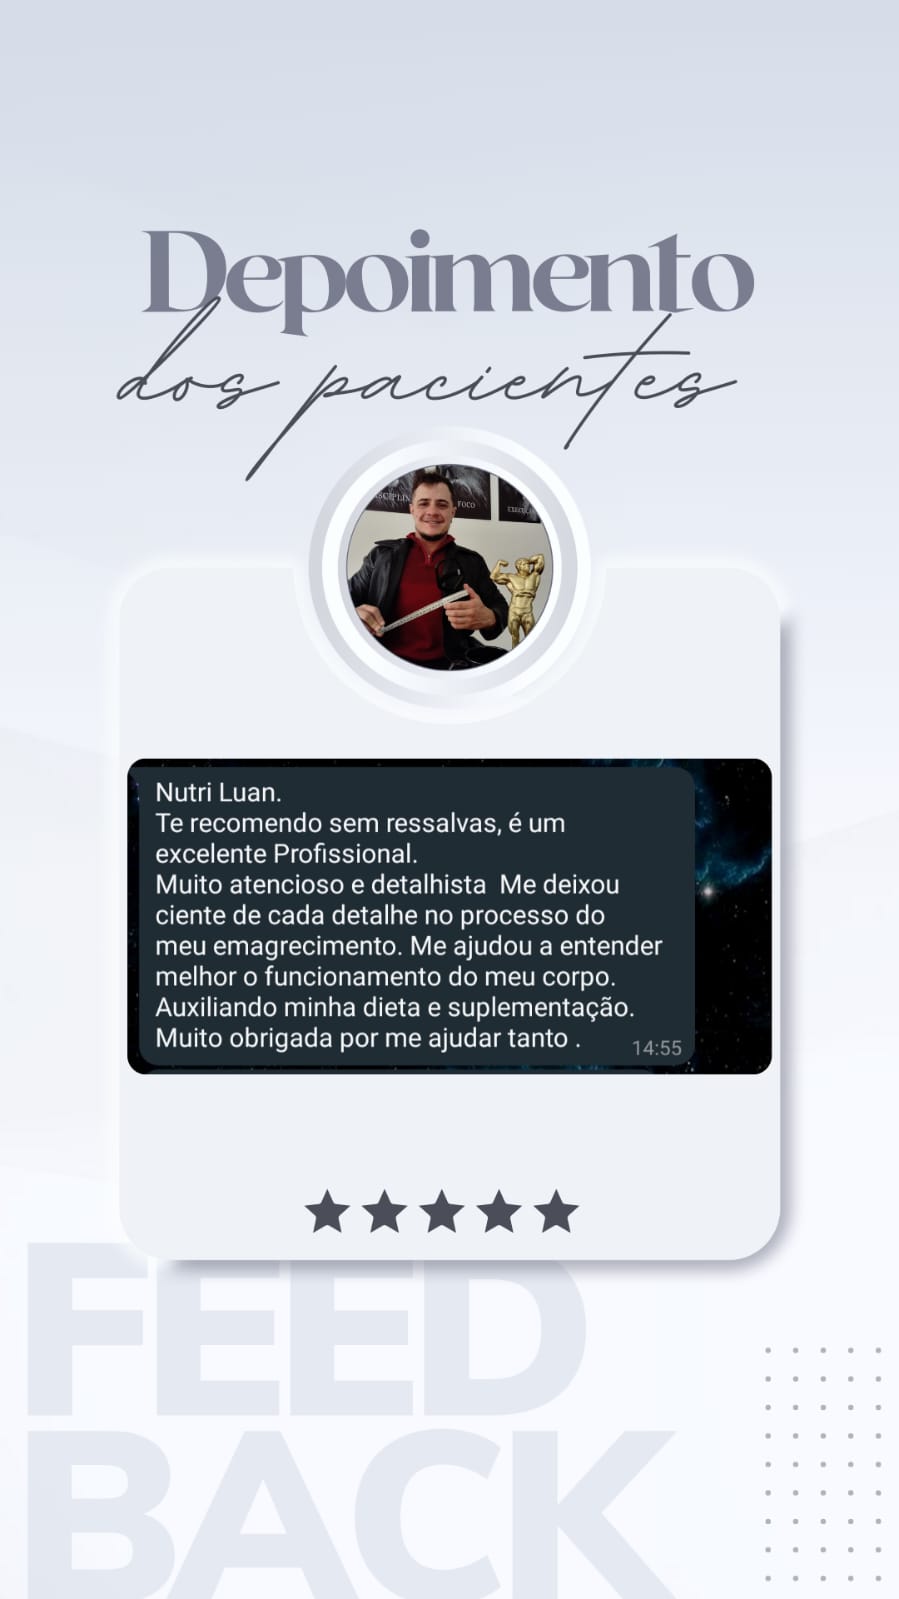 Depoimento
dos pacientes
DISCIPLIN
FOCO
Nutri Luan.
Te recomendo sem ressalvas, é um
excelente Profissional.
Muito atencioso e detalhista  Me deixou
ciente de cada detalhe no processo do
meu emagrecimento. Me ajudou a entender
melhor o funcionamento do meu corpo.
Auxiliando minha dieta e suplementação.
Muito obrigada por me ajudar tanto .
14:55
FEED
BACK